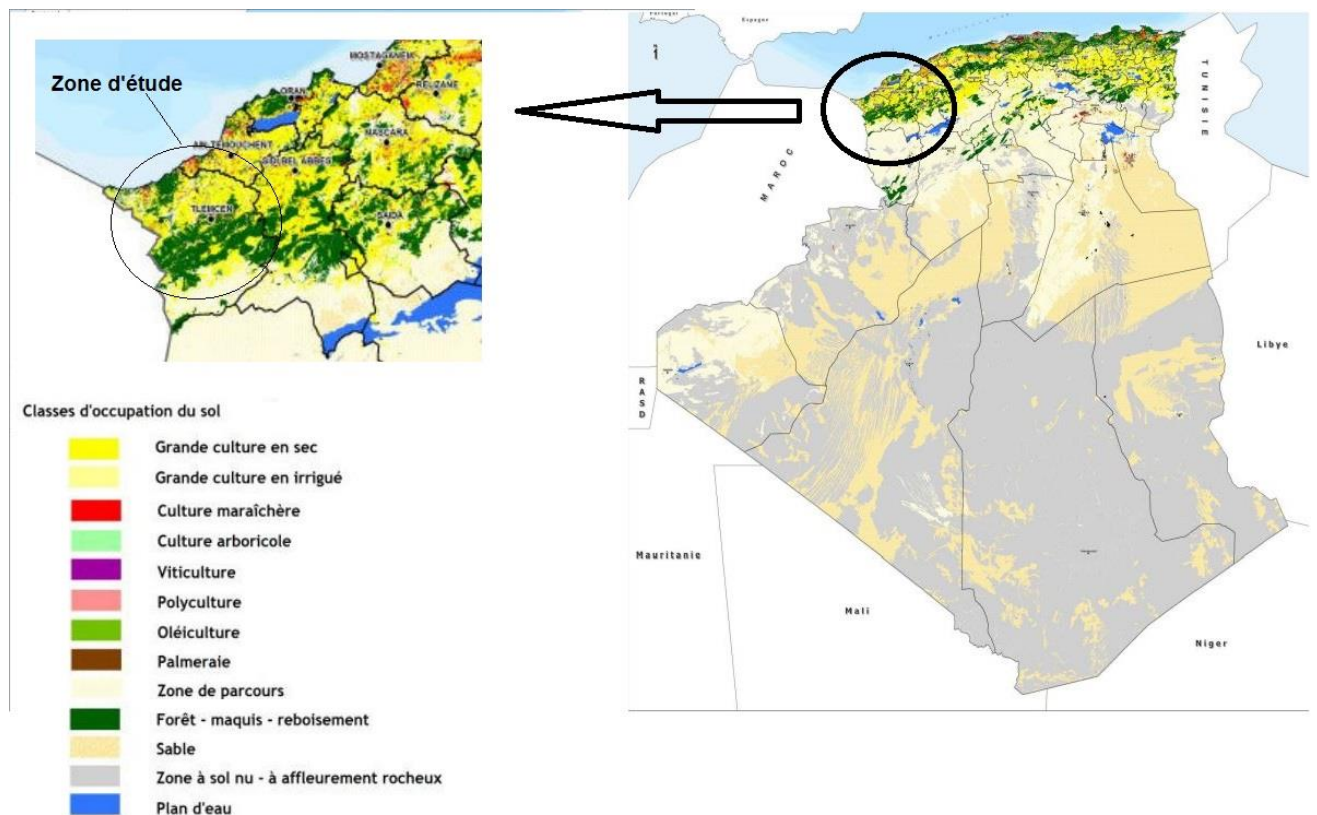 Zone d'étude
MOSTAGANEM
ORAN
RELIZANE
MASCARA
AIN TEMOUCHENT
SIDI BEL ABBES
TLEMCEN
SAIDA
Classes d'occupation du sol
Grande culture en sec
Grande culture en irrigué
Culture maraîchère
Culture arboricole
Viticulture
Polyculture
Oléiculture
Palmeraie
Zone de parcours
Forêt - maquis - reboisement
Sable
Zone à sol nu - à affleurement rocheux
Plan d'eau
Portugal
Espagne
TUNISIE
MAROC
Libye
RASD
Mauritanie
Mali
Niger